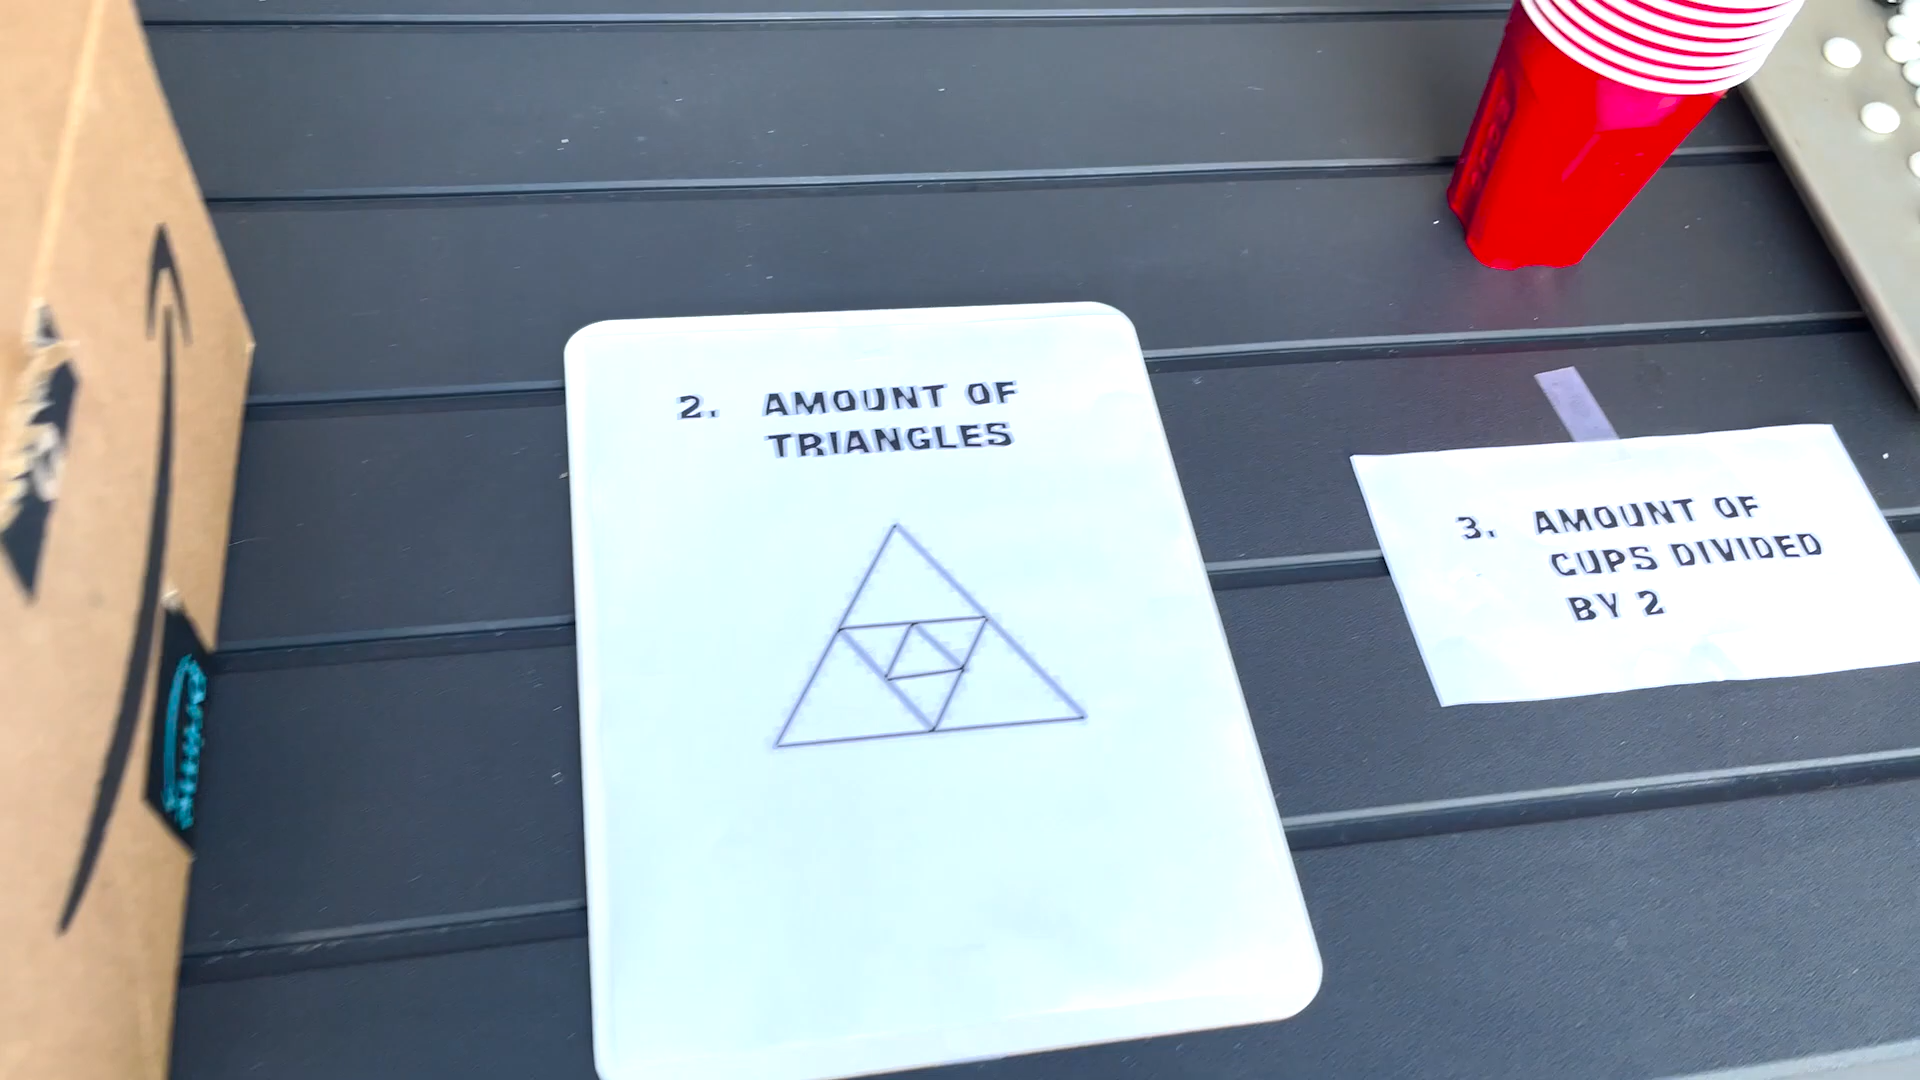 2. AMOUNT OF
TRIANGLES
3. AMOUNT OF
CUPS DIVIDED
BY 2